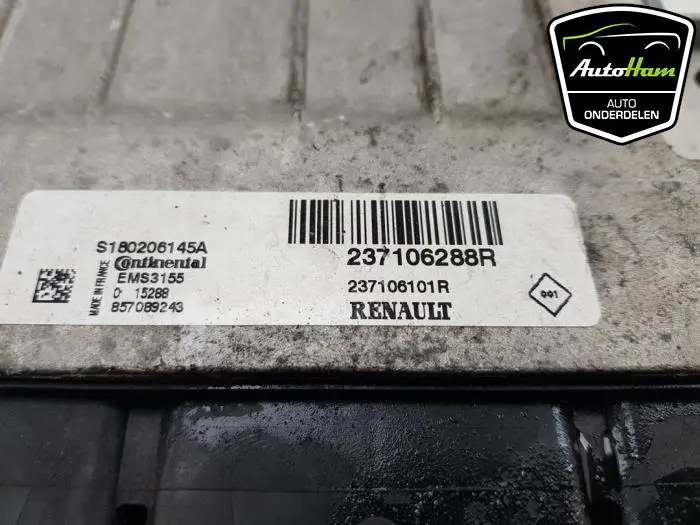 AutoHam
AUTO
ONDERDELEN
S180206145A
Continental
EMS3155
MADE IN FRANCE
D 15288
857089243
237106288R
237106101R
RENAULT
001